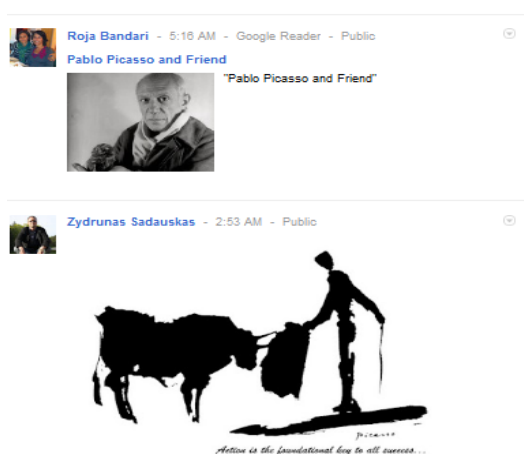 Roja Bandari - 5:16 AM - Google Reader - Public
Pablo Picasso and Friend
"Pablo Picasso and Friend"
Zydrunas Sadauskas - 2:53 AM - Public
Picasso
Action is the foundational key to all success...